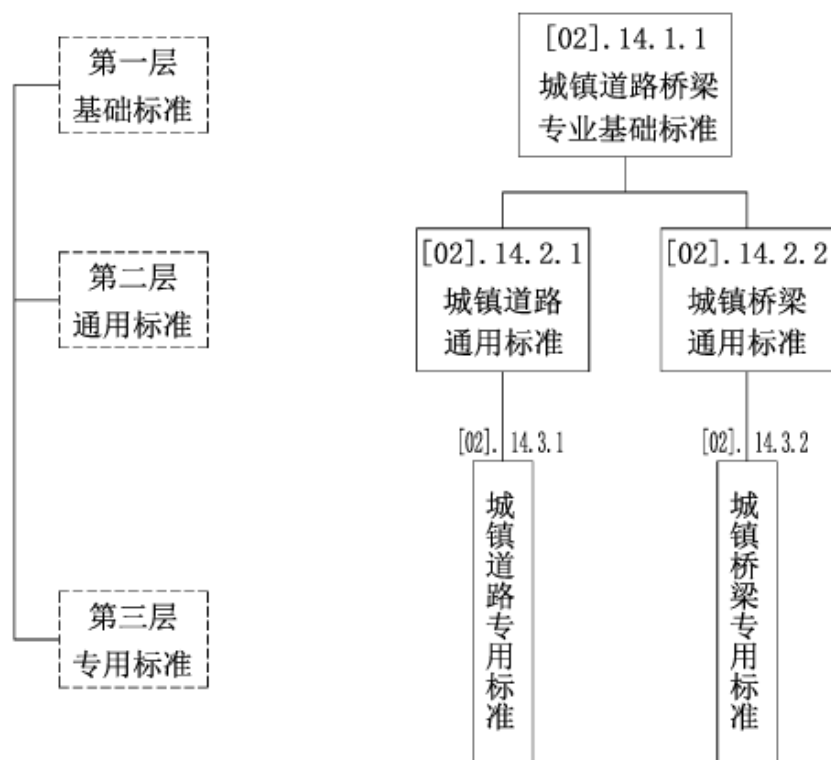 第一层
基础标准
[02].14.1.1
城镇道路桥梁
专业基础标准
第二层
通用标准
[02].14.2.1
城镇道路
通用标准
[02].14.2.2
城镇桥梁
通用标准
[02]. 14.3.1
城镇道路专用标准
[02]. 14.3.2
城镇桥梁专用标准
第三层
专用标准